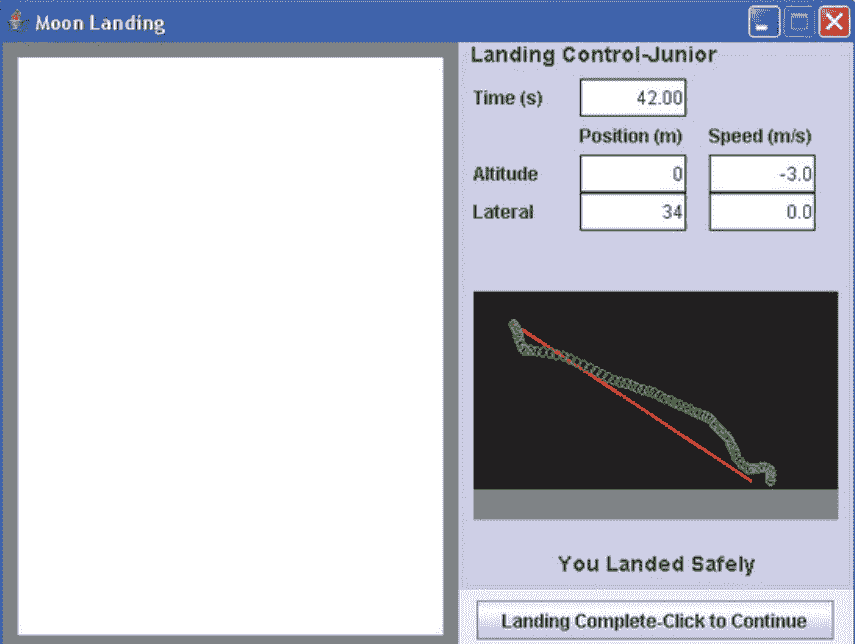 Moon Landing
Landing Control-Junior
Time (s) 42.00
Position (m) Speed (m/s)
Altitude 0 -3.0
Lateral 34 0.0
You Landed Safely
Landing Complete-Click to Continue